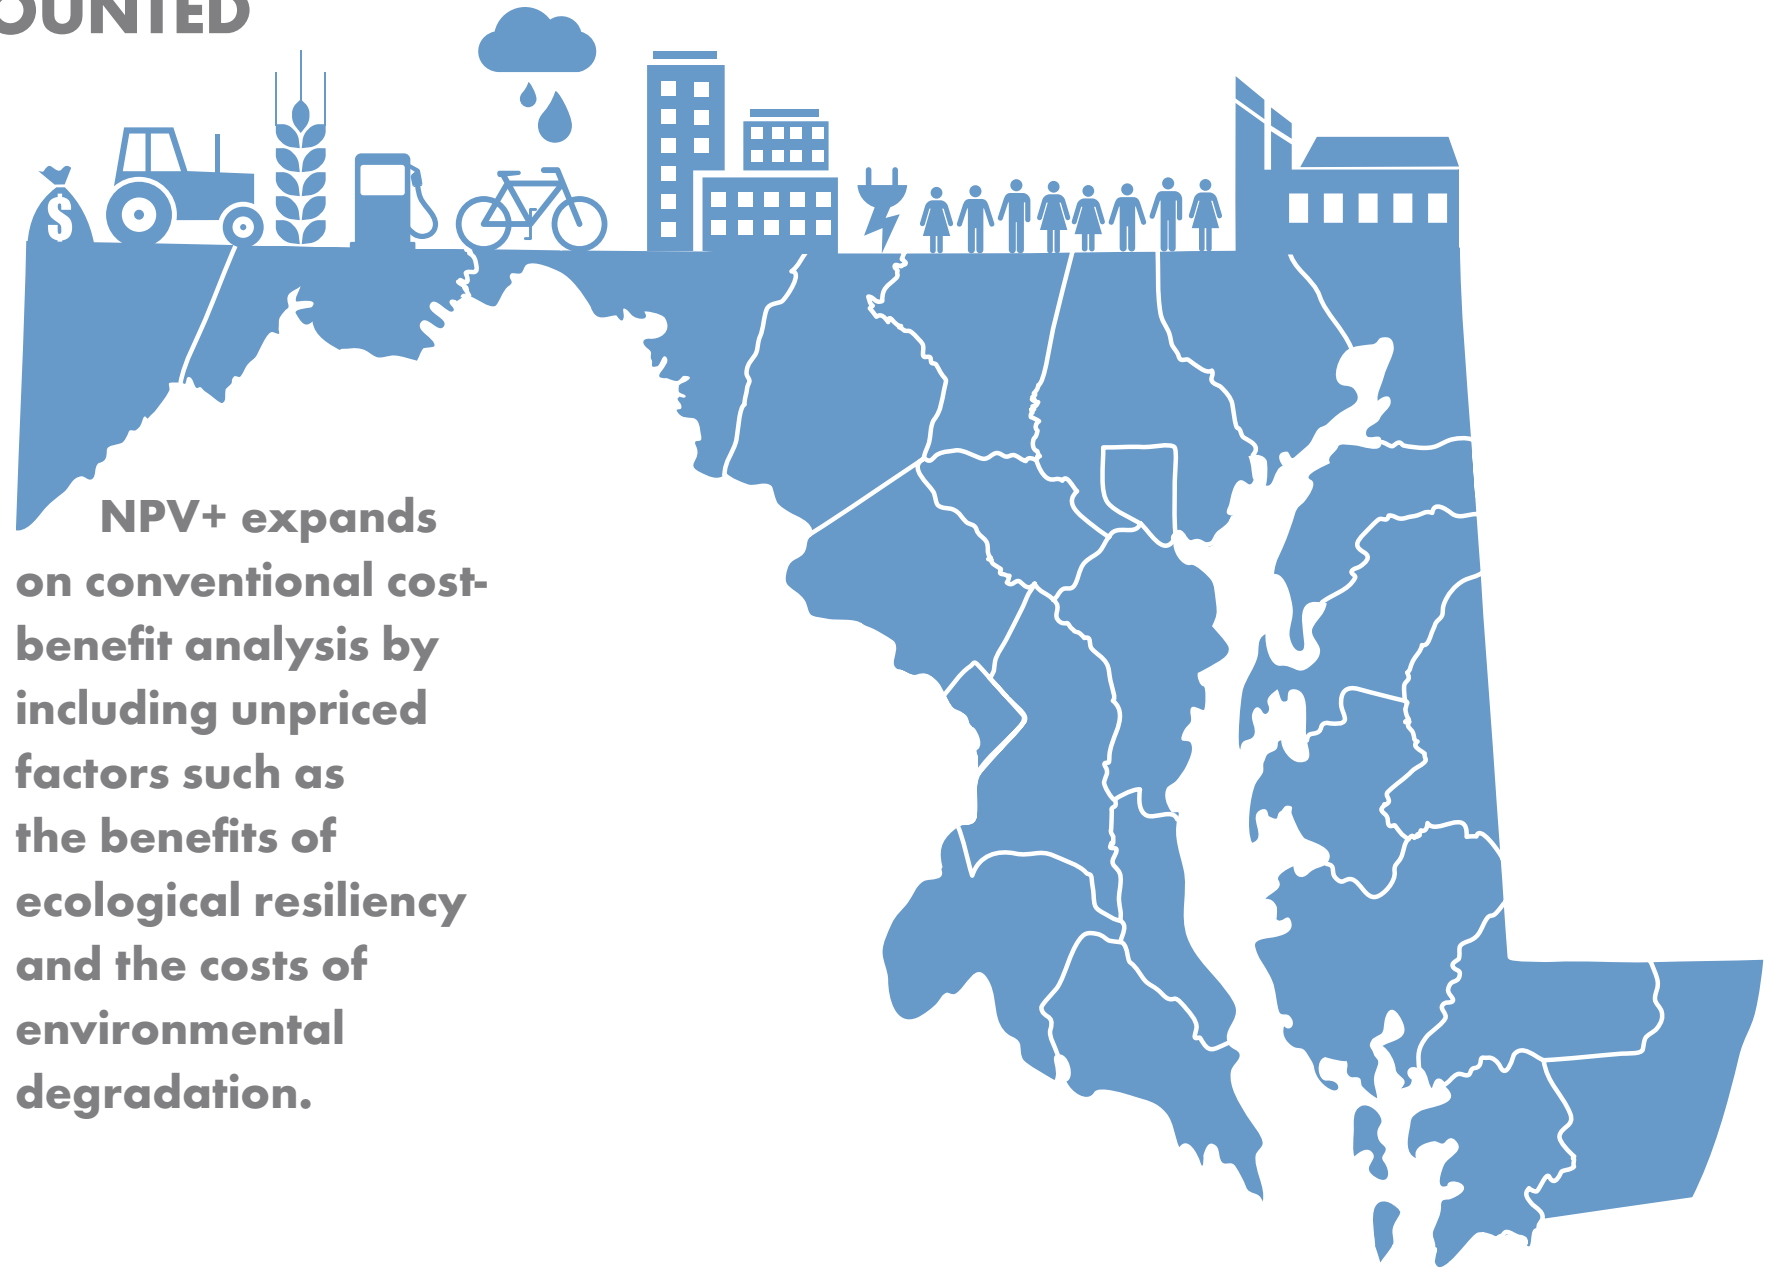 OUNTED
$
NPV+ expands
on conventional cost-
benefit analysis by
including unpriced
factors such as
the benefits of
ecological resiliency
and the costs of
environmental
degradation.